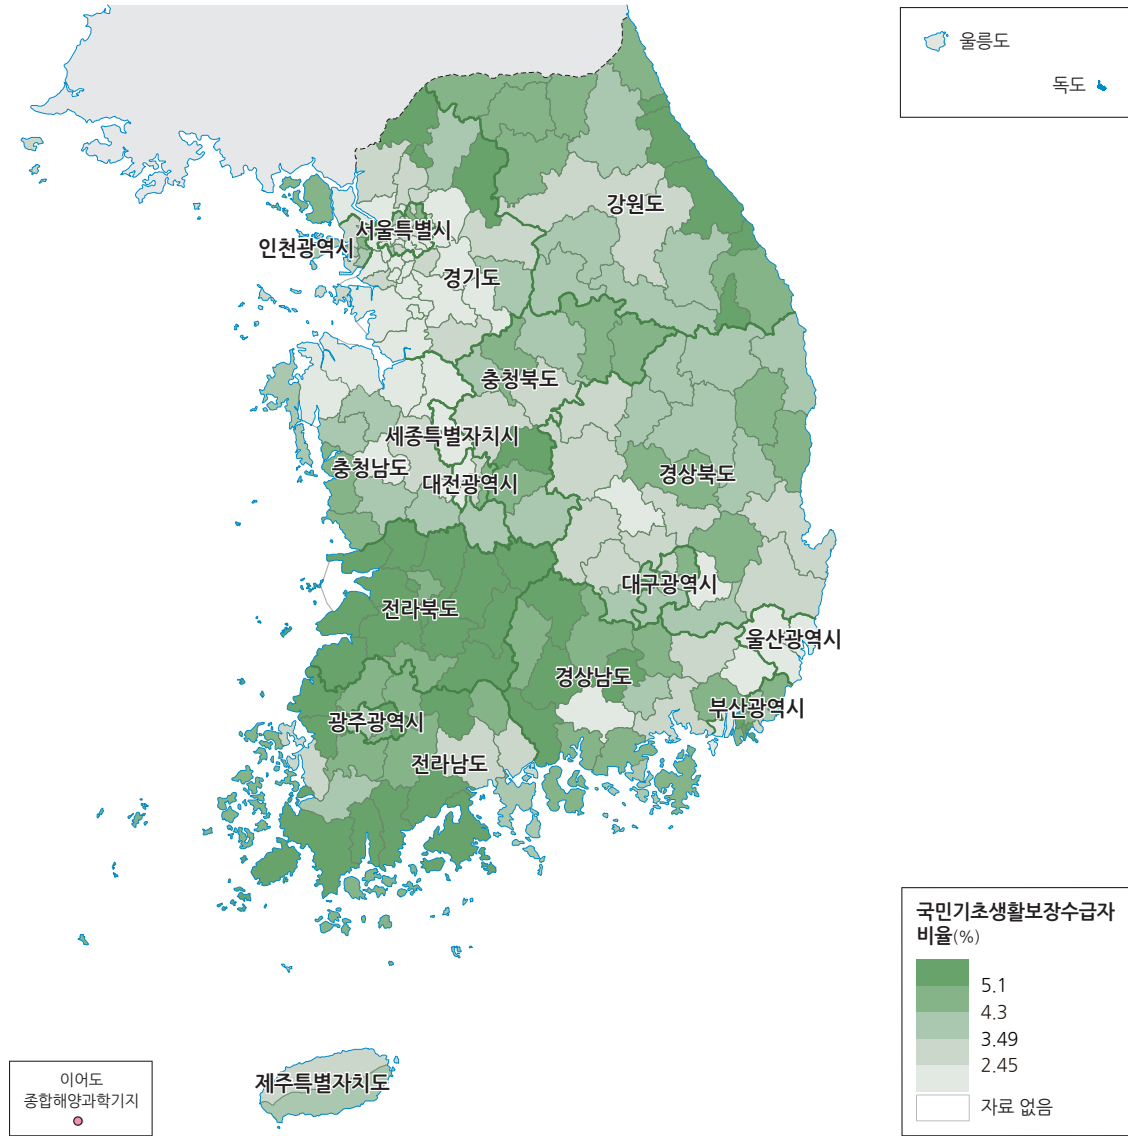 울릉도
독도
강원도
서울특별시
인천광역시
경기도
충청북도
세종특별자치시
충청남도
대전광역시
경상북도
대구광역시
전라북도
울산광역시
경상남도
부산광역시
광주광역시
전라남도
제주특별자치도
국민기초생활보장수급자
비율(%)
5.1
4.3
3.49
2.45
자료 없음
이어도
종합해양과학기지